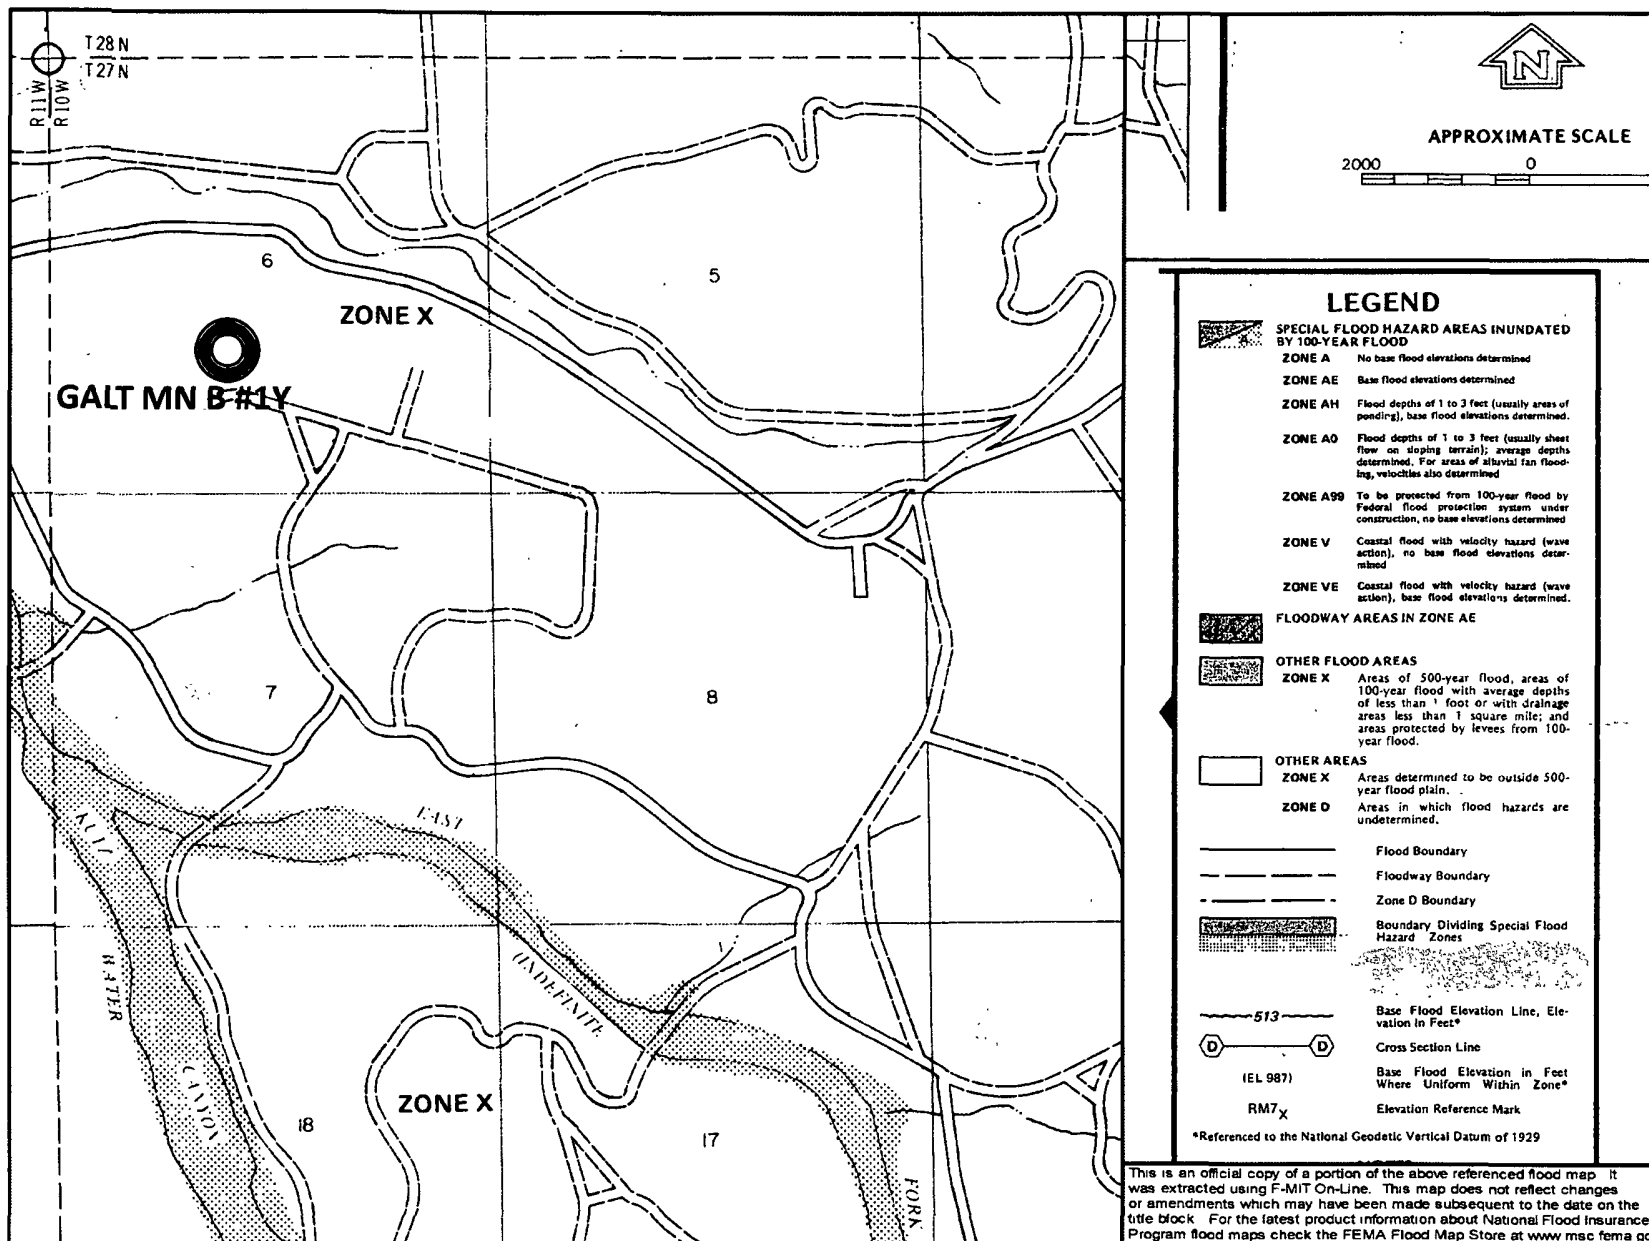 T 28 N
T 27 N
R 11 W
R 10 W
6
5
ZONE X
GALT MN B #1Y
7
8
KUTZ
EAST
WATER
(INDEFINITE
CANYON
ZONE X
18
17
FORK
N
APPROXIMATE SCALE
2000 0
LEGEND
SPECIAL FLOOD HAZARD AREAS INUNDATED
BY 100-YEAR FLOOD
ZONE A No base flood elevations determined
ZONE AE Base flood elevations determined
ZONE AH Flood depths of 1 to 3 feet (usually areas of
ponding), base flood elevations determined.
ZONE A0 Flood depths of 1 to 3 feet (usually sheet
flow on sloping terrain); average depths
determined. For areas of alluvial fan flood-
ing, velocities also determined
ZONE A99 To be protected from 100-year flood by
Federal flood protection system under
construction, no base elevations determined
ZONE V Coastal flood with velocity hazard (wave
action), no base flood elevations deter-
mined
ZONE VE Coastal flood with velocity hazard (wave
action), base flood elevations determined.
FLOODWAY AREAS IN ZONE AE
OTHER FLOOD AREAS
ZONE X Areas of 500-year flood, areas of
100-year flood with average depths
of less than 1 foot or with drainage
areas less than 1 square mile; and
areas protected by levees from 100-
year flood.
OTHER AREAS
ZONE X Areas determined to be outside 500-
year flood plain.
ZONE D Areas in which flood hazards are
undetermined.
Flood Boundary
Floodway Boundary
Zone D Boundary
Boundary Dividing Special Flood
Hazard Zones
513 Base Flood Elevation Line, Ele-
vation in Feet*
D D Cross Section Line
(EL 987) Base Flood Elevation in Feet
Where Uniform Within Zone*
RM7X Elevation Reference Mark
*Referenced to the National Geodetic Vertical Datum of 1929
This is an official copy of a portion of the above referenced flood map It
was extracted using F-MIT On-Line. This map does not reflect changes
or amendments which may have been made subsequent to the date on the
title block For the latest product information about National Flood Insurance
Program flood maps check the FEMA Flood Map Store at www msc fema go